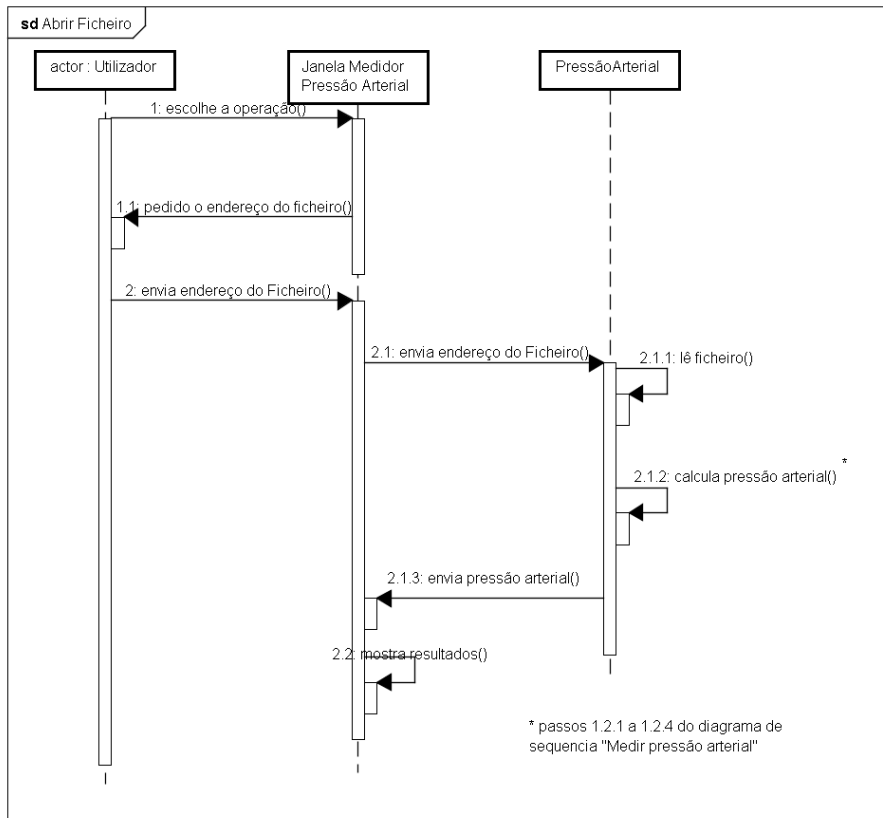 sd Abrir Ficheiro
actor : Utilizador
Janela Medidor
Pressão Arterial
PressãoArterial
1: escolhe a operação()
1.1: pedido o endereço do ficheiro()
2: envia endereço do Ficheiro()
2.1: envia endereço do Ficheiro()
2.1.1: lê ficheiro()
2.1.2: calcula pressão arterial() *
2.1.3: envia pressão arterial()
2.2: mostra resultados()
* passos 1.2.1 a 1.2.4 do diagrama de
sequencia "Medir pressão arterial"